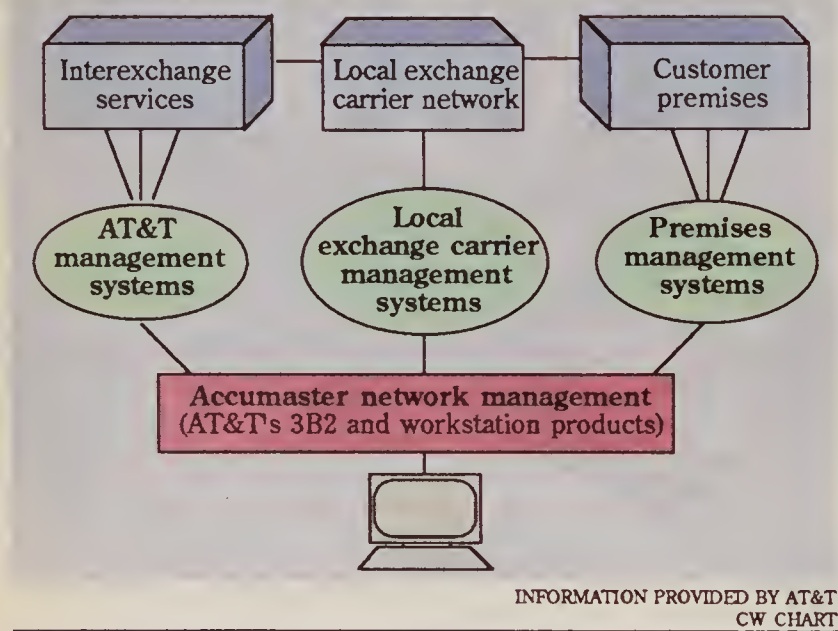 Interexchange
services
Local exchange
carrier network
Customer
premises
AT&T
management
systems
Local
exchange carrier
management
systems
Premises
management
systems
Accumaster network management
(AT&T's 3B2 and workstation products)
INFORMATION PROVIDED BY AT&T
CW CHART